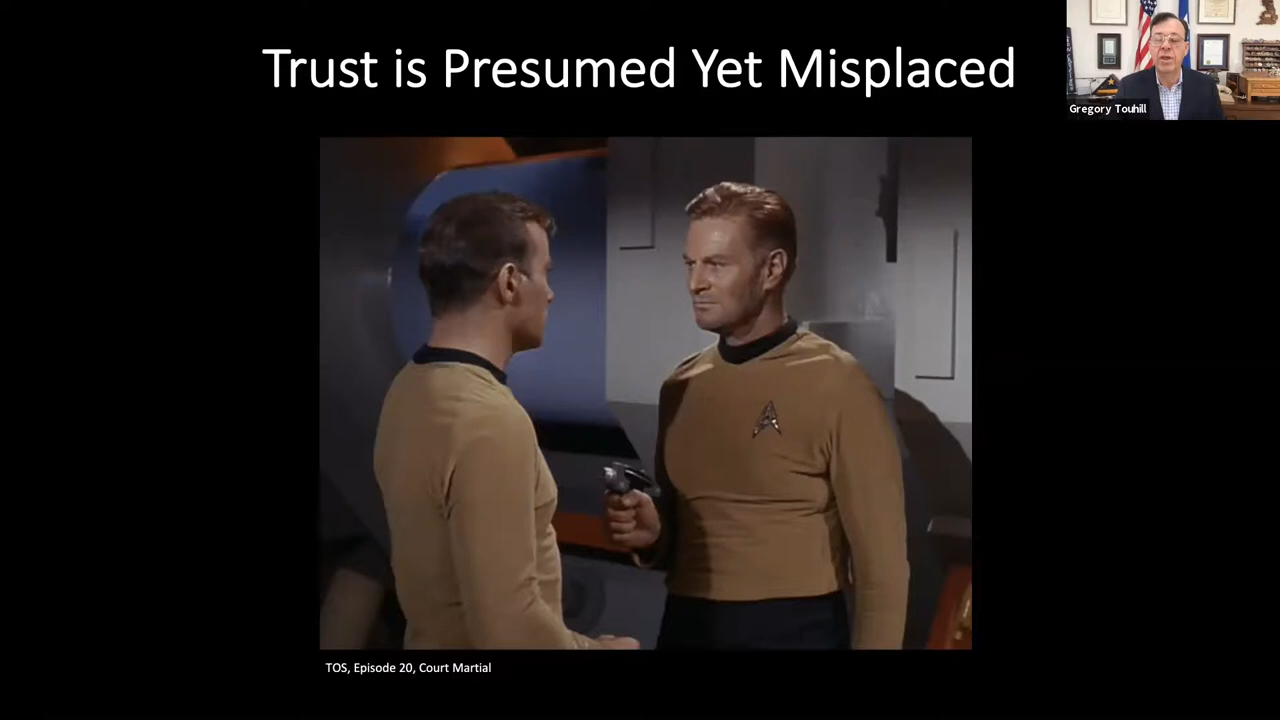 Trust is Presumed Yet Misplaced
Gregory Touhill
TOS, Episode 20, Court Martial